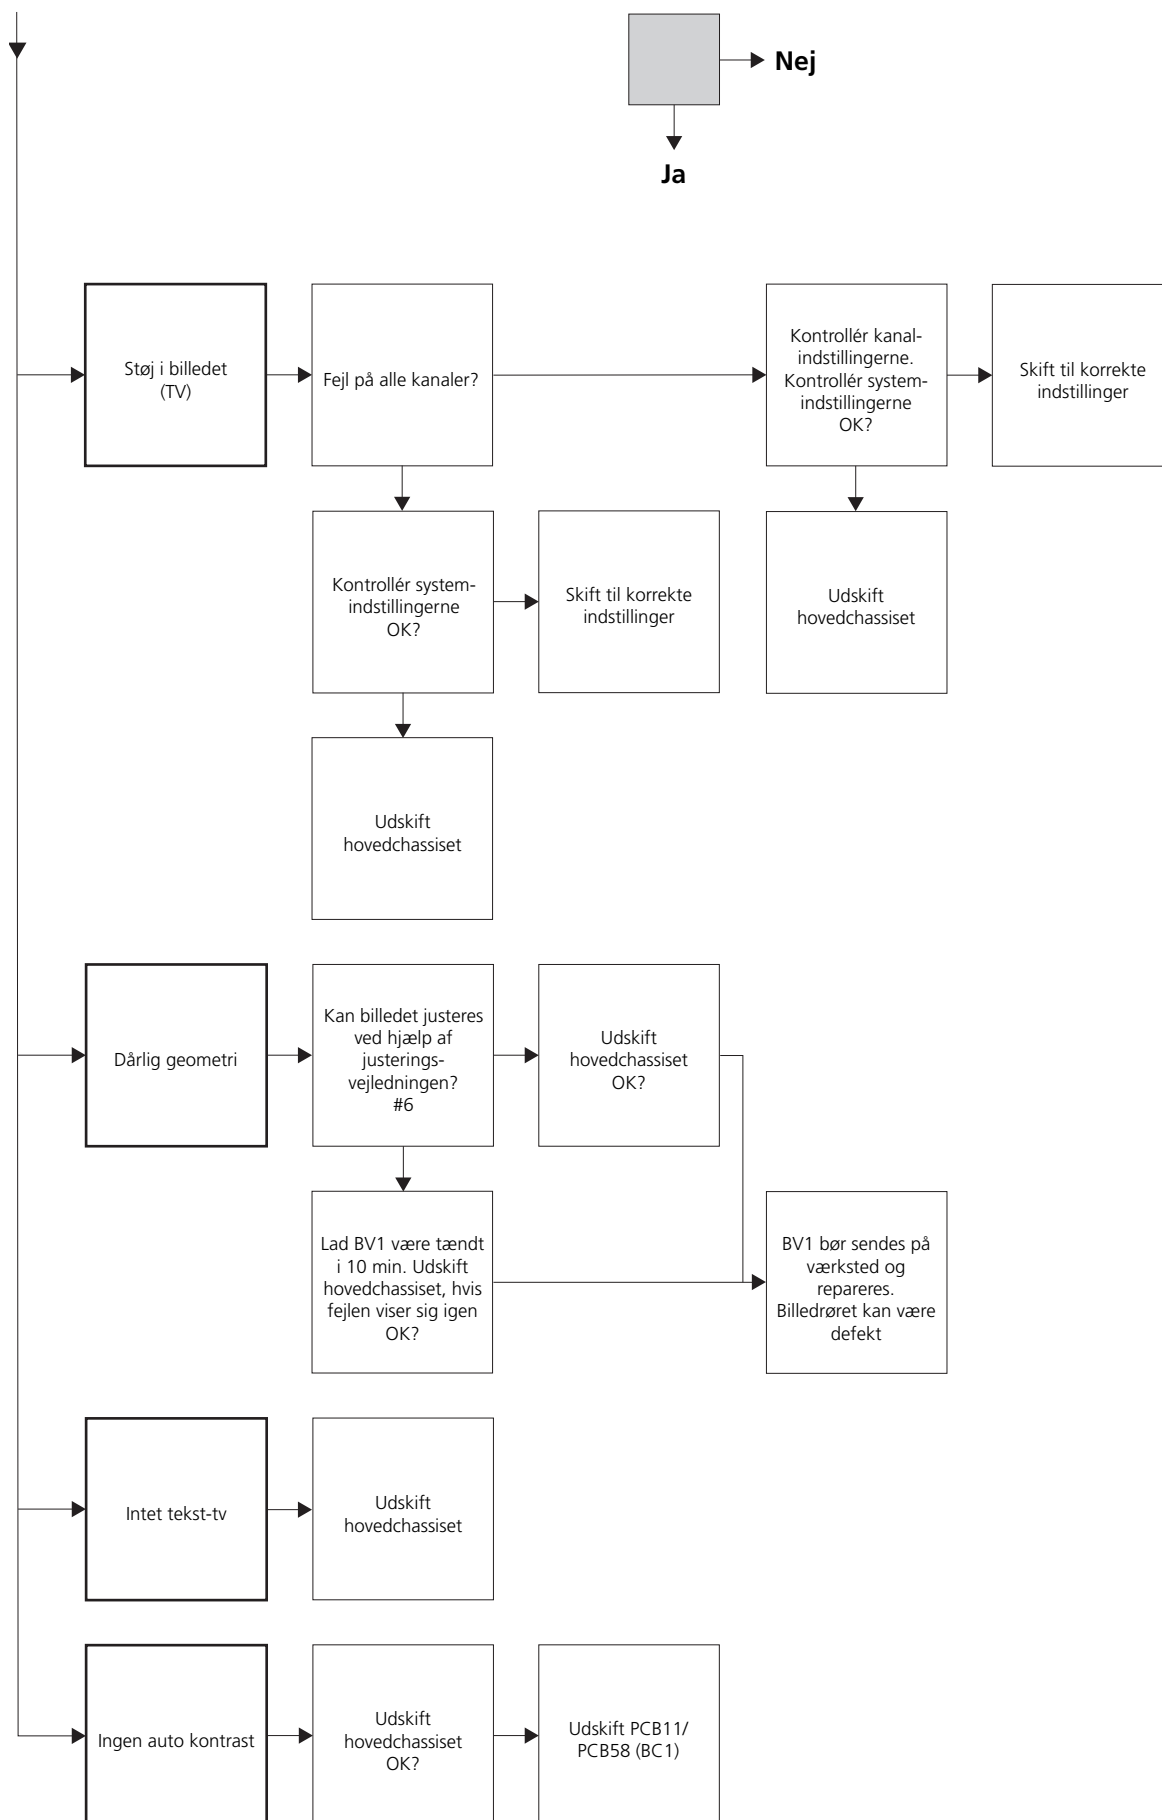 Nej
Ja
Støj i billedet
(TV)
Fejl på alle kanaler?
Kontrollér kanal-
indstillingerne.
Kontrollér system-
indstillingerne
OK?
Skift til korrekte
indstillinger
Kontrollér system-
indstillingerne
OK?
Skift til korrekte
indstillinger
Udskift
hovedchassiset
Udskift
hovedchassiset
Dårlig geometri
Kan billedet justeres
ved hjælp af
justerings-
vejledningen?
#6
Udskift
hovedchassiset
OK?
Lad BV1 være tændt
i 10 min. Udskift
hovedchassiset, hvis
fejlen viser sig igen
OK?
BV1 bør sendes på
værksted og
repareres.
Billedrøret kan være
defekt
Intet tekst-tv
Udskift
hovedchassiset
Ingen auto kontrast
Udskift
hovedchassiset
OK?
Udskift PCB11/
PCB58 (BC1)